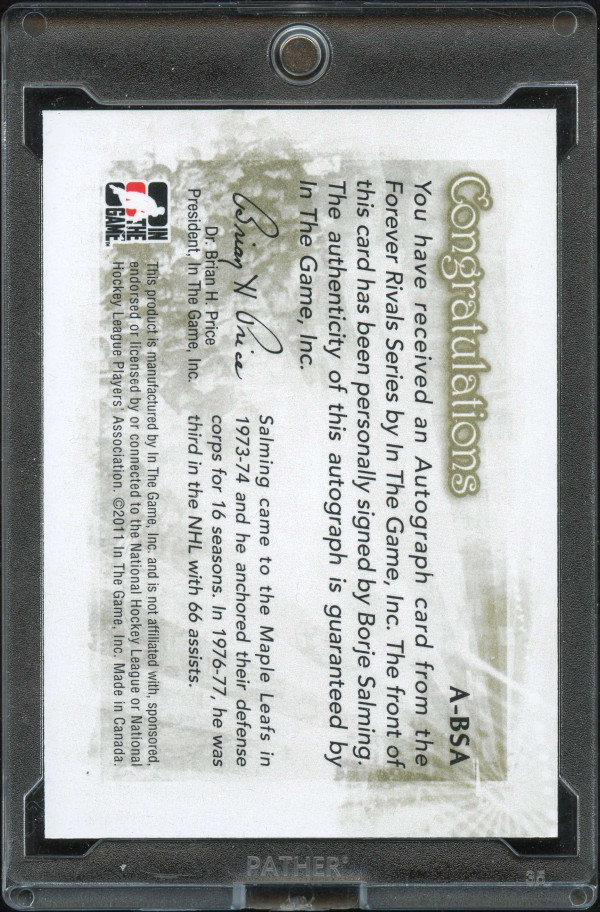 Congratulations
A-BSA
You have received an Autograph card from the
Forever Rivals Series by In The Game, Inc. The front of
this card has been personally signed by Borje Salming.
The authenticity of this autograph is guaranteed by
In The Game, Inc.
Brian H Price
Dr. Brian H. Price
President, In The Game, Inc.
Salming came to the Maple Leafs in
1973-74 and he anchored their defense
corps for 16 seasons. In 1976-77, he was
third in the NHL with 66 assists.
IN
THE
GAME
This product is manufactured by In The Game, Inc. and is not affiliated with, sponsored,
endorsed or licensed by or connected to the National Hockey League or National
Hockey League Players' Association. ©2011 In The Game, Inc. Made in Canada.
PATHER®
35